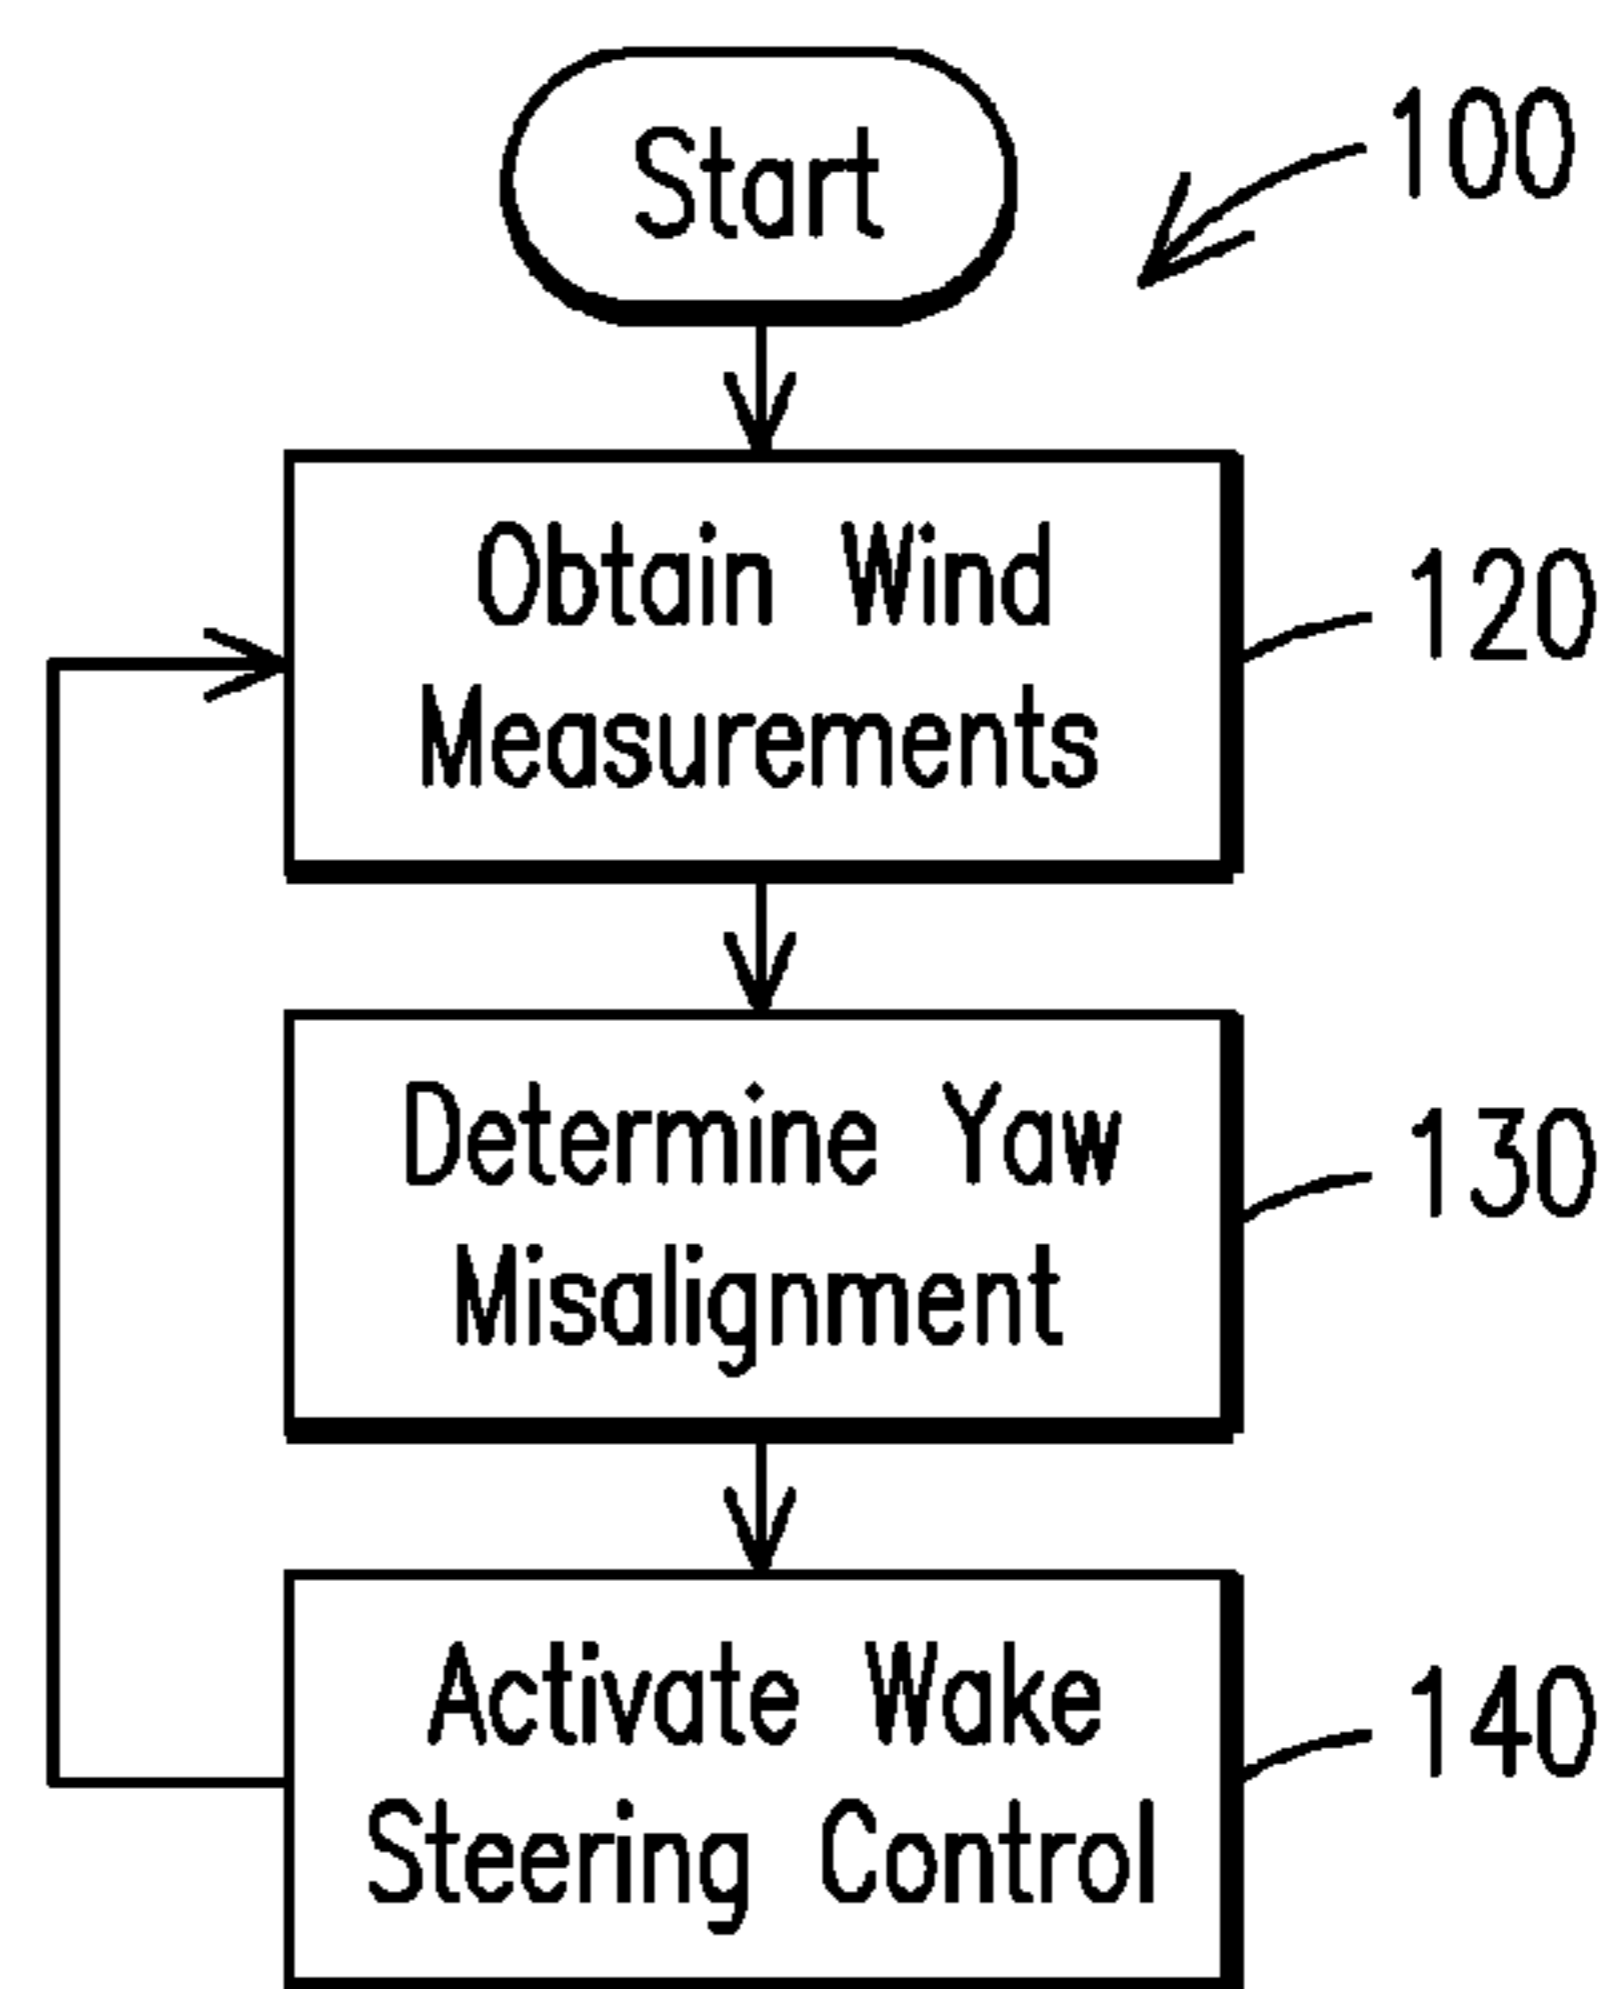 Start
100
Obtain Wind
Measurements
120
Determine Yaw
Misalignment
130
Activate Wake
Steering Control
140